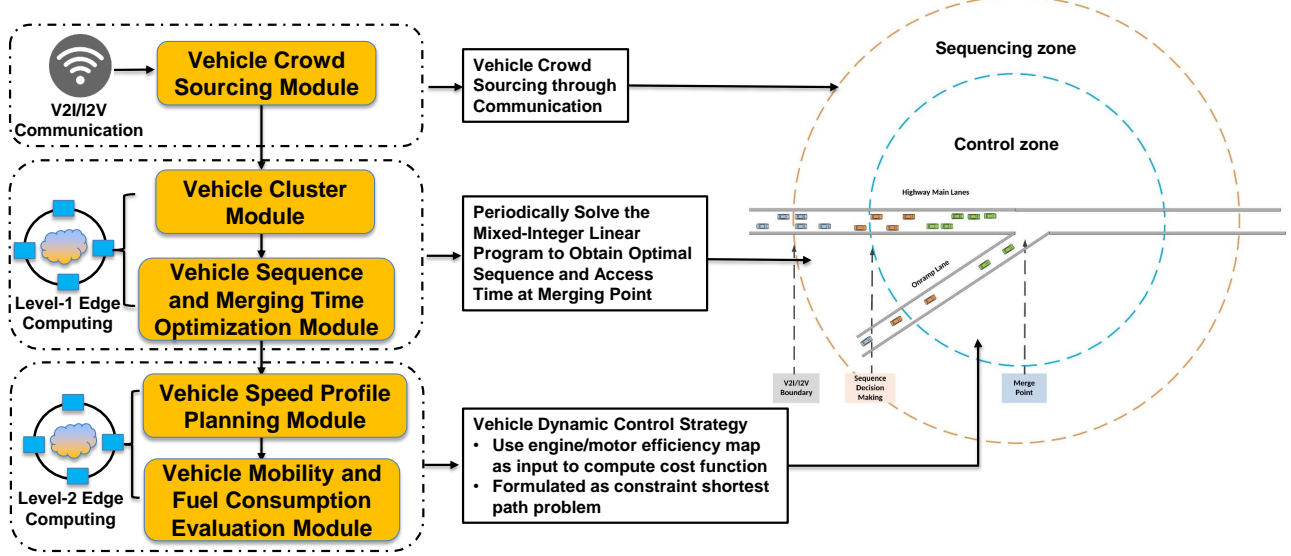 V2I/I2V
Communication
Vehicle Crowd
Sourcing Module
Vehicle Crowd
Sourcing through
Communication
Level-1 Edge
Computing
Vehicle Cluster
Module
Vehicle Sequence
and Merging Time
Optimization Module
Periodically Solve the
Mixed-Integer Linear
Program to Obtain Optimal
Sequence and Access
Time at Merging Point
Level-2 Edge
Computing
Vehicle Speed Profile
Planning Module
Vehicle Mobility and
Fuel Consumption
Evaluation Module
Vehicle Dynamic Control Strategy
• Use engine/motor efficiency map
as input to compute cost function
• Formulated as constraint shortest
path problem
Sequencing zone
Control zone
Highway Main Lanes
Onramp Lane
V2I/I2V
Boundary
Sequence
Decision
Making
Merge
Point